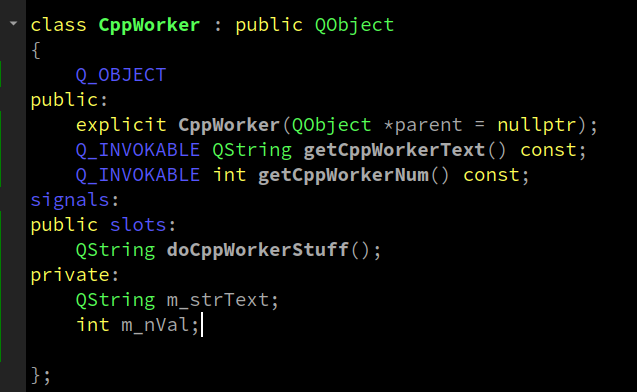 class CppWorker : public QObject
{
    Q_OBJECT
public:
    explicit CppWorker(QObject *parent = nullptr);
    Q_INVOKABLE QString getCppWorkerText() const;
    Q_INVOKABLE int getCppWorkerNum() const;
signals:
public slots:
    QString doCppWorkerStuff();
private:
    QString m_strText;
    int m_nVal;
};